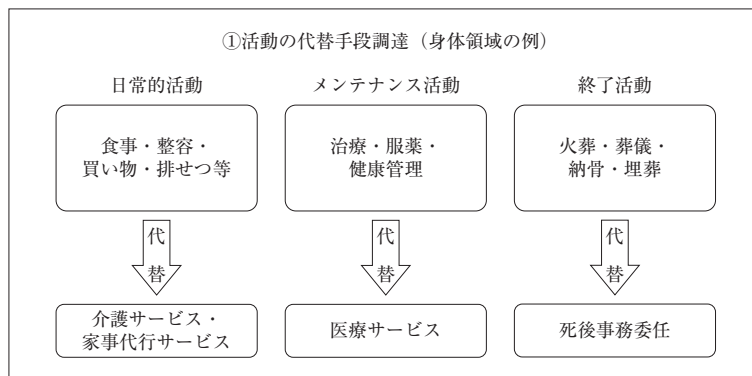 ①活動の代替手段調達（身体領域の例）
日常的活動
メンテナンス活動
終了活動
食事・整容・
買い物・排せつ等
治療・服薬・
健康管理
火葬・葬儀・
納骨・埋葬
代替
代替
代替
介護サービス・
家事代行サービス
医療サービス
死後事務委任